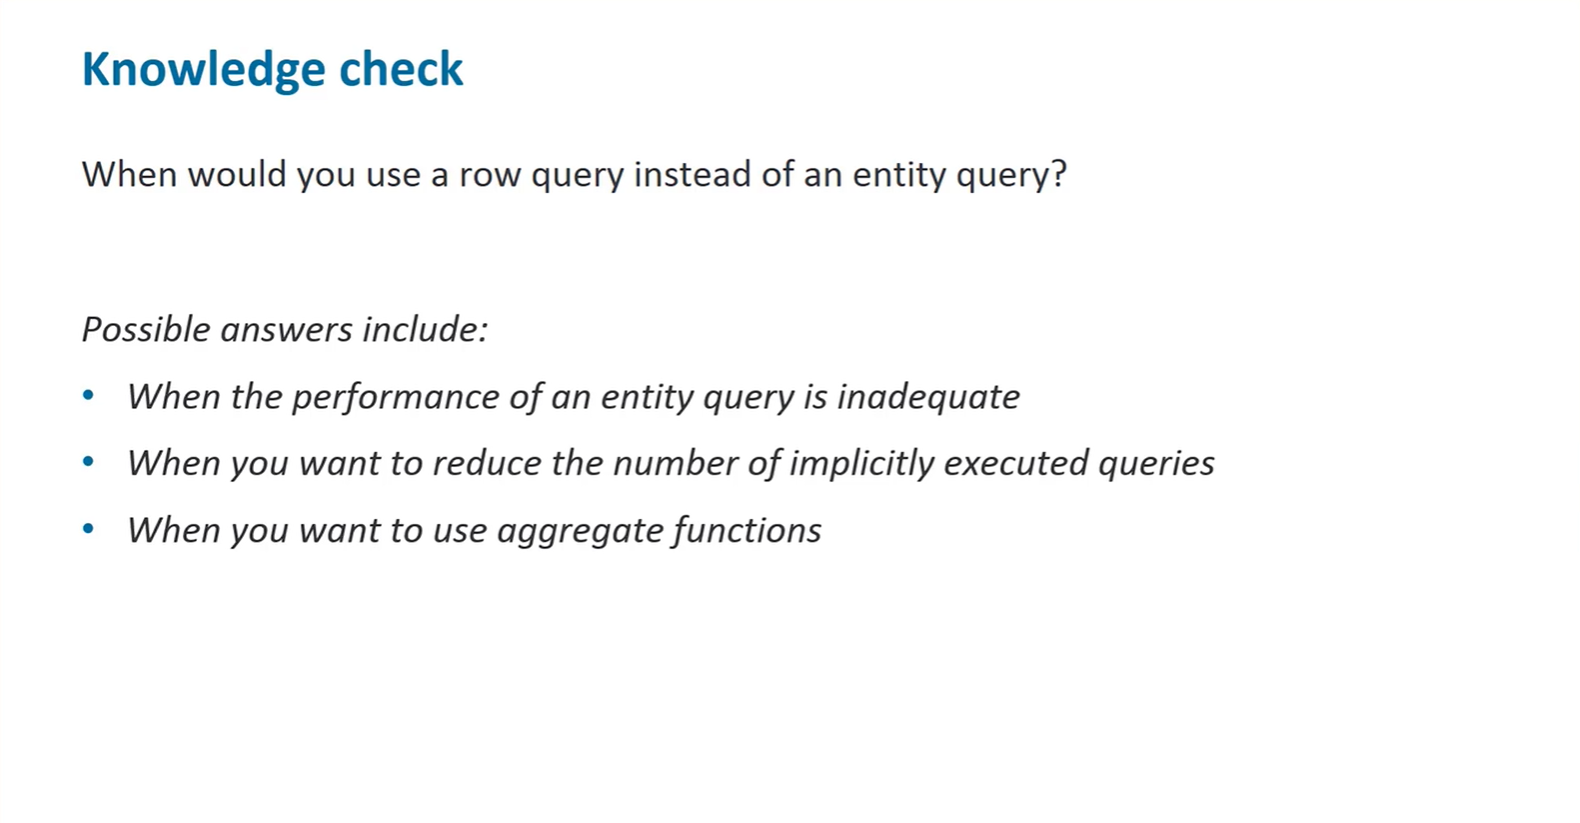 Knowledge check
When would you use a row query instead of an entity query?
Possible answers include:
• When the performance of an entity query is inadequate
• When you want to reduce the number of implicitly executed queries
• When you want to use aggregate functions